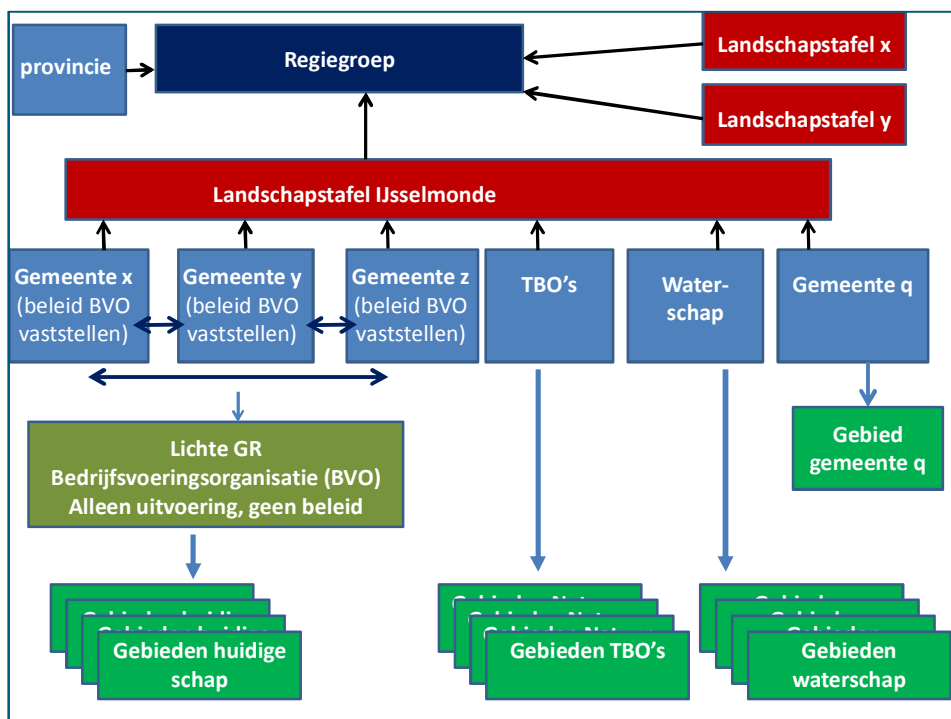 provincie
Regiegroep
Landschapstafel x
Landschapstafel y
Landschapstafel IJsselmonde
Gemeente x
(beleid BVO
vaststellen)
Gemeente y
(beleid BVO
vaststellen)
Gemeente z
(beleid BVO
vaststellen)
TBO’s
Water-
schap
Gemeente q
Gebied
gemeente q
Lichte GR
Bedrijfsvoeringsorganisatie (BVO)
Alleen uitvoering, geen beleid
Gebieden huidige
schap
Gebieden TBO’s
Gebieden
waterschap